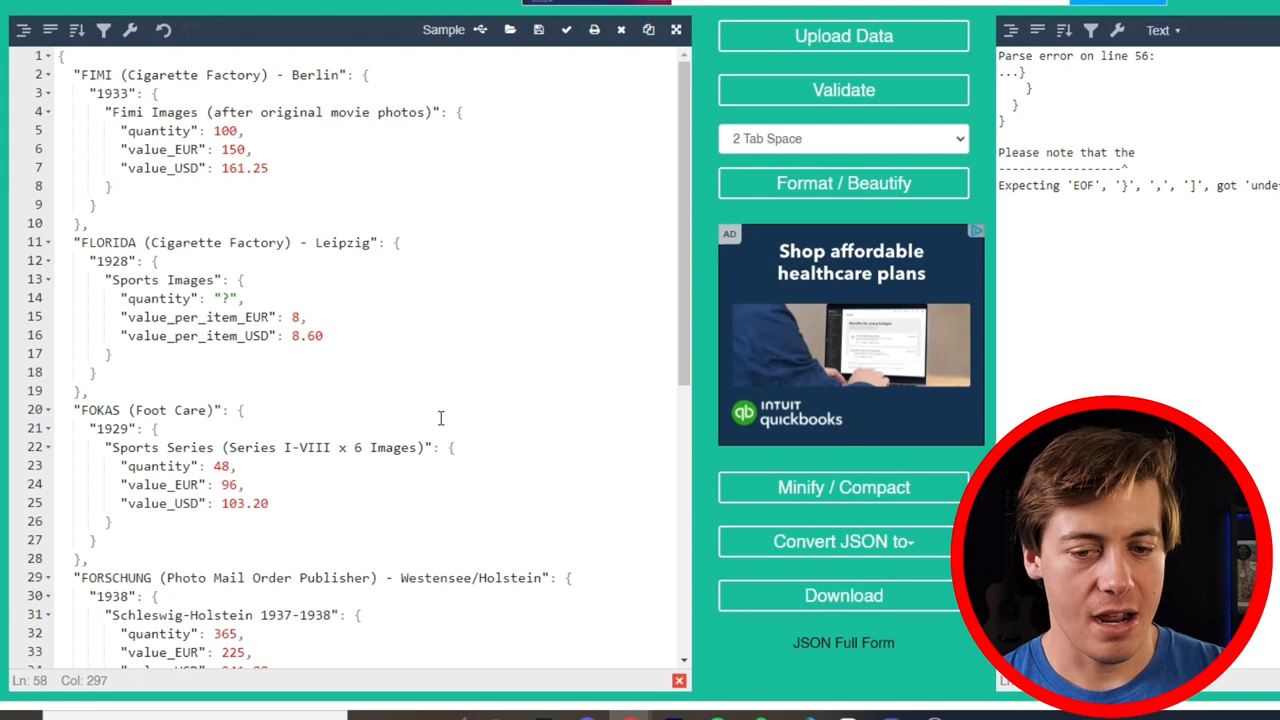 Sample
Text
1
{
2
"FIMI (Cigarette Factory) - Berlin": {
3
"1933": {
4
"Fimi Images (after original movie photos)": {
5
"quantity": 100,
6
"value_EUR": 150,
7
"value_USD": 161.25
8
}
9
}
10
},
11
"FLORIDA (Cigarette Factory) - Leipzig": {
12
"1928": {
13
"Sports Images": {
14
"quantity": "?",
15
"value_per_item_EUR": 8,
16
"value_per_item_USD": 8.60
17
}
18
}
19
},
20
"FOKAS (Foot Care)": {
21
"1929": {
22
"Sports Series (Series I-VIII x 6 Images)": {
23
"quantity": 48,
24
"value_EUR": 96,
25
"value_USD": 103.20
26
}
27
}
28
},
29
"FORSCHUNG (Photo Mail Order Publisher) - Westensee/Holstein": {
30
"1938": {
31
"Schleswig-Holstein 1937-1938": {
32
"quantity": 365,
33
"value_EUR": 225,
Ln: 58 Col: 297
Upload Data
Validate
2 Tab Space
Format / Beautify
AD
Shop affordable
healthcare plans
INTUIT
quickbooks
Minify / Compact
Convert JSON to
Download
JSON Full Form
Parse error on line 56:
...}
}
}
}
Please note that the
-----------------^
Expecting 'EOF', '}', ',', ']', got 'unde